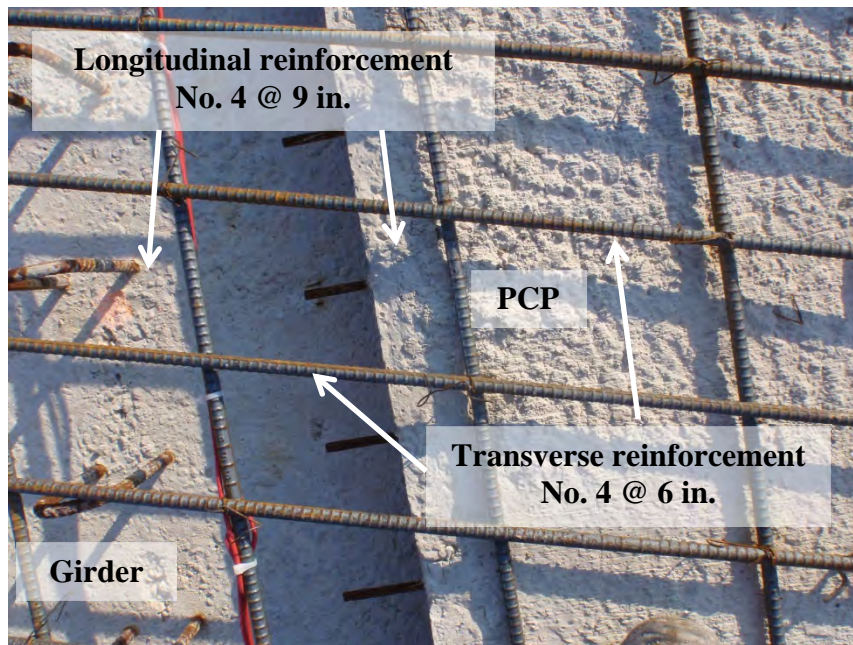 Longitudinal reinforcement
No. 4 @ 9 in.
PCP
Transverse reinforcement
No. 4 @ 6 in.
Girder